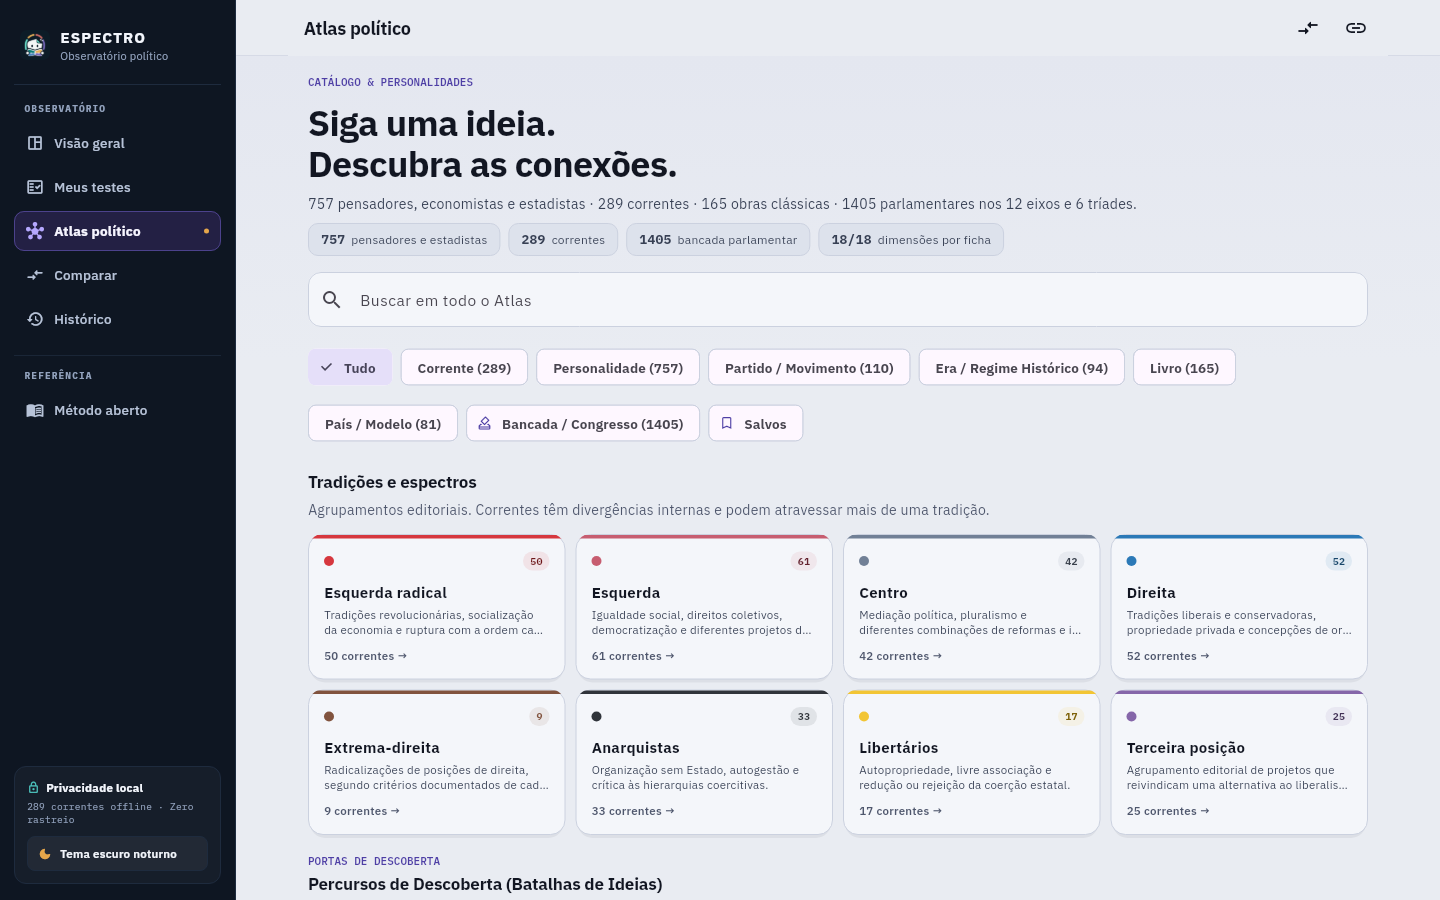 ESPECTRO
Observatório político
OBSERVATÓRIO
Visão geral
Meus testes
Atlas político
Comparar
Histórico
REFERÊNCIA
Método aberto
Privacidade local
289 correntes offline · Zero
rastreio
Tema escuro noturno
Atlas político
CATÁLOGO & PERSONALIDADES
Siga uma ideia.
Descubra as conexões.
757 pensadores, economistas e estadistas · 289 correntes · 165 obras clássicas · 1405 parlamentares nos 12 eixos e 6 tríades.
757 pensadores e estadistas
289 correntes
1405 bancada parlamentar
18/18 dimensões por ficha
Buscar em todo o Atlas
Tudo
Corrente (289)
Personalidade (757)
Partido / Movimento (110)
Era / Regime Histórico (94)
Livro (165)
País / Modelo (81)
Bancada / Congresso (1405)
Salvos
Tradições e espectros
Agrupamentos editoriais. Correntes têm divergências internas e podem atravessar mais de uma tradição.
50
Esquerda radical
Tradições revolucionárias, socialização
da economia e ruptura com a ordem ca...
50 correntes →
61
Esquerda
Igualdade social, direitos coletivos,
democratização e diferentes projetos d...
61 correntes →
42
Centro
Mediação política, pluralismo e
diferentes combinações de reformas e i...
42 correntes →
52
Direita
Tradições liberais e conservadoras,
propriedade privada e concepções de or...
52 correntes →
9
Extrema-direita
Radicalizações de posições de direita,
segundo critérios documentados de cad...
9 correntes →
33
Anarquistas
Organização sem Estado, autogestão e
crítica às hierarquias coercitivas.
33 correntes →
17
Libertários
Autopropriedade, livre associação e
redução ou rejeição da coerção estatal.
17 correntes →
25
Terceira posição
Agrupamento editorial de projetos que
reivindicam uma alternativa ao liberalis...
25 correntes →
PORTAS DE DESCOBERTA
Percursos de Descoberta (Batalhas de Ideias)